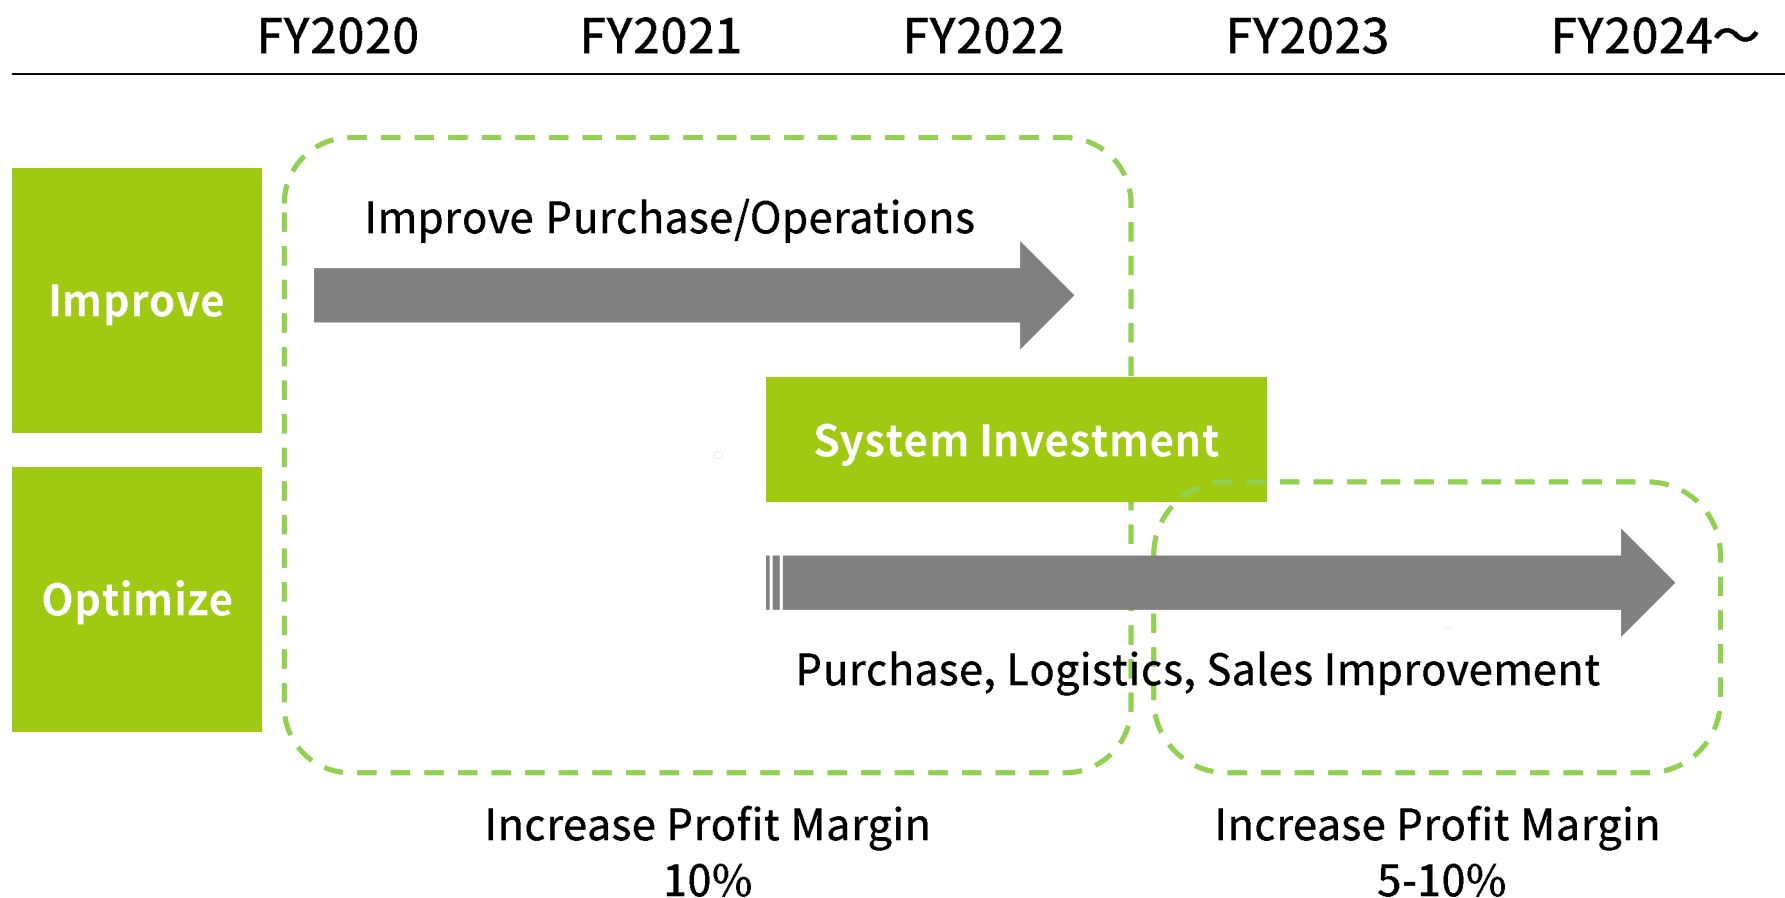 FY2020 FY2021 FY2022 FY2023 FY2024～
Improve Purchase/Operations
Improve
System Investment
Optimize
Purchase, Logistics, Sales Improvement
Increase Profit Margin
10%
Increase Profit Margin
5-10%